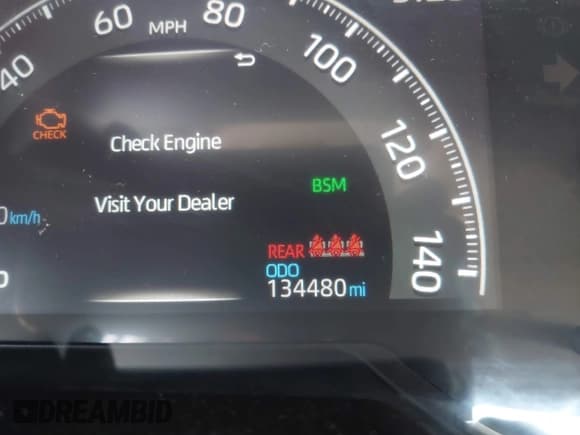 40
60
80
100
120
140
MPH
CHECK
Check Engine
Visit Your Dealer
BSM
km/h
REAR
ODO
134480 mi
DREAMBID